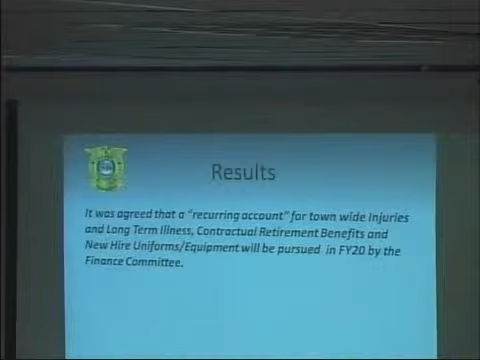 Results
It was agreed that a "recurring account" for town wide Injuries
and Long Term Illness, Contractual Retirement Benefits and
New Hire Uniforms/Equipment will be pursued in FY20 by the
Finance Committee.